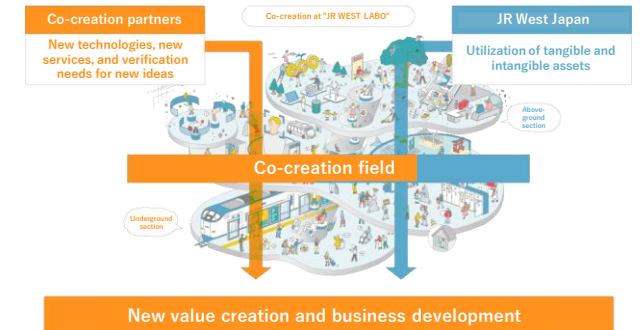 Co-creation partners
New technologies, new
services, and verification
needs for new ideas
Co-creation at "JR WEST LABO"
JR West Japan
Utilization of tangible and
intangible assets
Above-
ground
section
Co-creation field
Underground
section
New value creation and business development